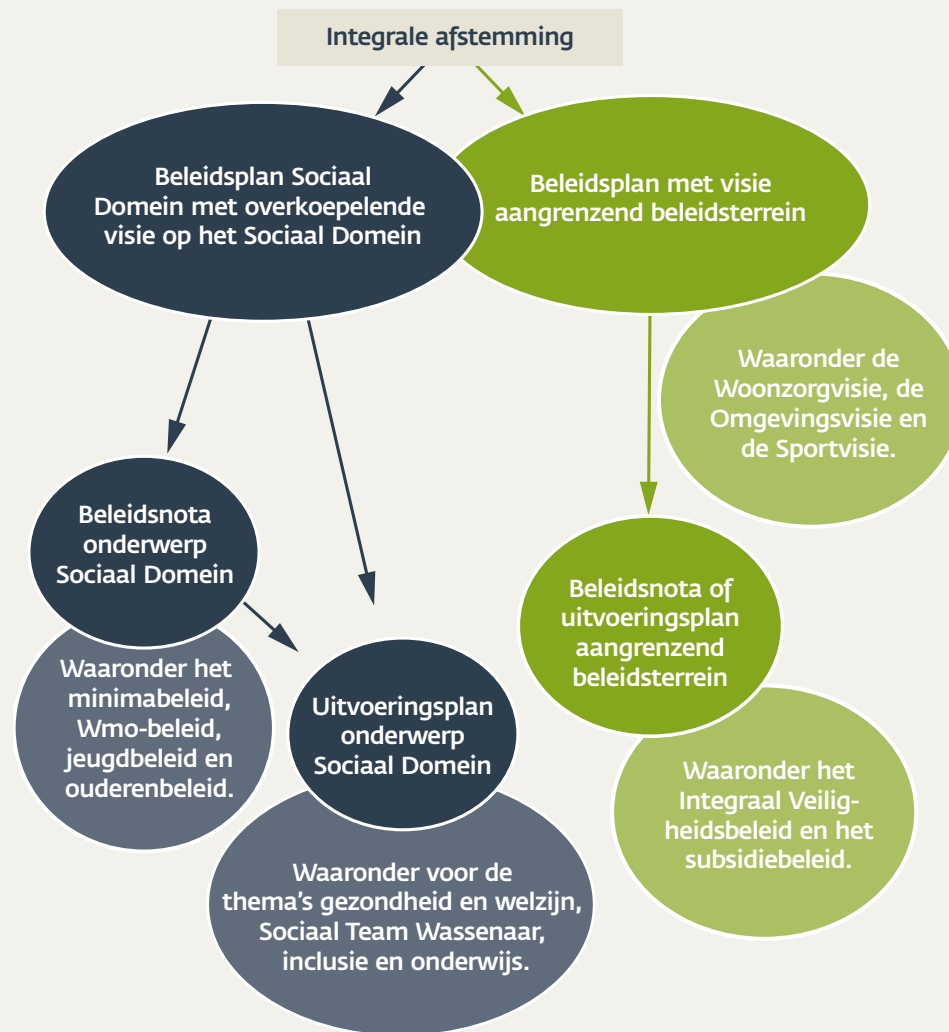 Integrale afstemming
Beleidsplan Sociaal
Domein met overkoepelende
visie op het Sociaal Domein
Beleidsplan met visie
aangrenzend beleidsterrein
Waaronder de
Woonzorgvisie, de
Omgevingsvisie en
de Sportvisie.
Beleidsnota
onderwerp
Sociaal Domein
Waaronder het
minimabeleid,
Wmo-beleid,
jeugdbeleid en
ouderenbeleid.
Uitvoeringsplan
onderwerp
Sociaal Domein
Waaronder voor de
thema's gezondheid en welzijn,
Sociaal Team Wassenaar,
inclusie en onderwijs.
Beleidsnota of
uitvoeringsplan
aangrenzend
beleidsterrein
Waaronder het
Integraal Veilig-
heidsbeleid en het
subsidiebeleid.